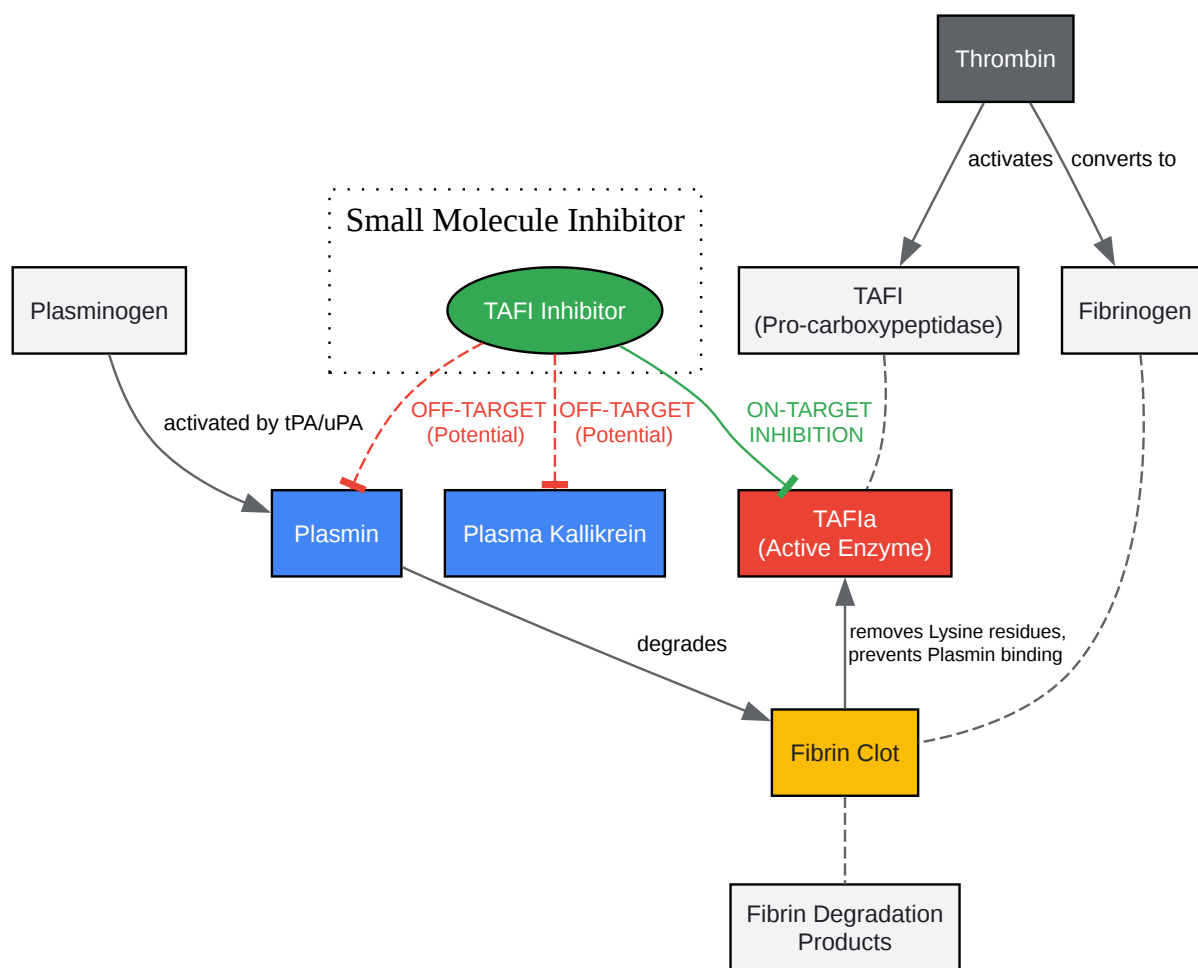 Thrombin
activates
converts to
Small Molecule Inhibitor
Plasminogen
TAFI Inhibitor
TAFI
(Pro-carboxypeptidase)
Fibrinogen
activated by tPA/uPA
OFF-TARGET
(Potential)
OFF-TARGET
(Potential)
ON-TARGET
INHIBITION
Plasmin
Plasma Kallikrein
TAFIa
(Active Enzyme)
degrades
removes Lysine residues,
prevents Plasmin binding
Fibrin Clot
Fibrin Degradation
Products